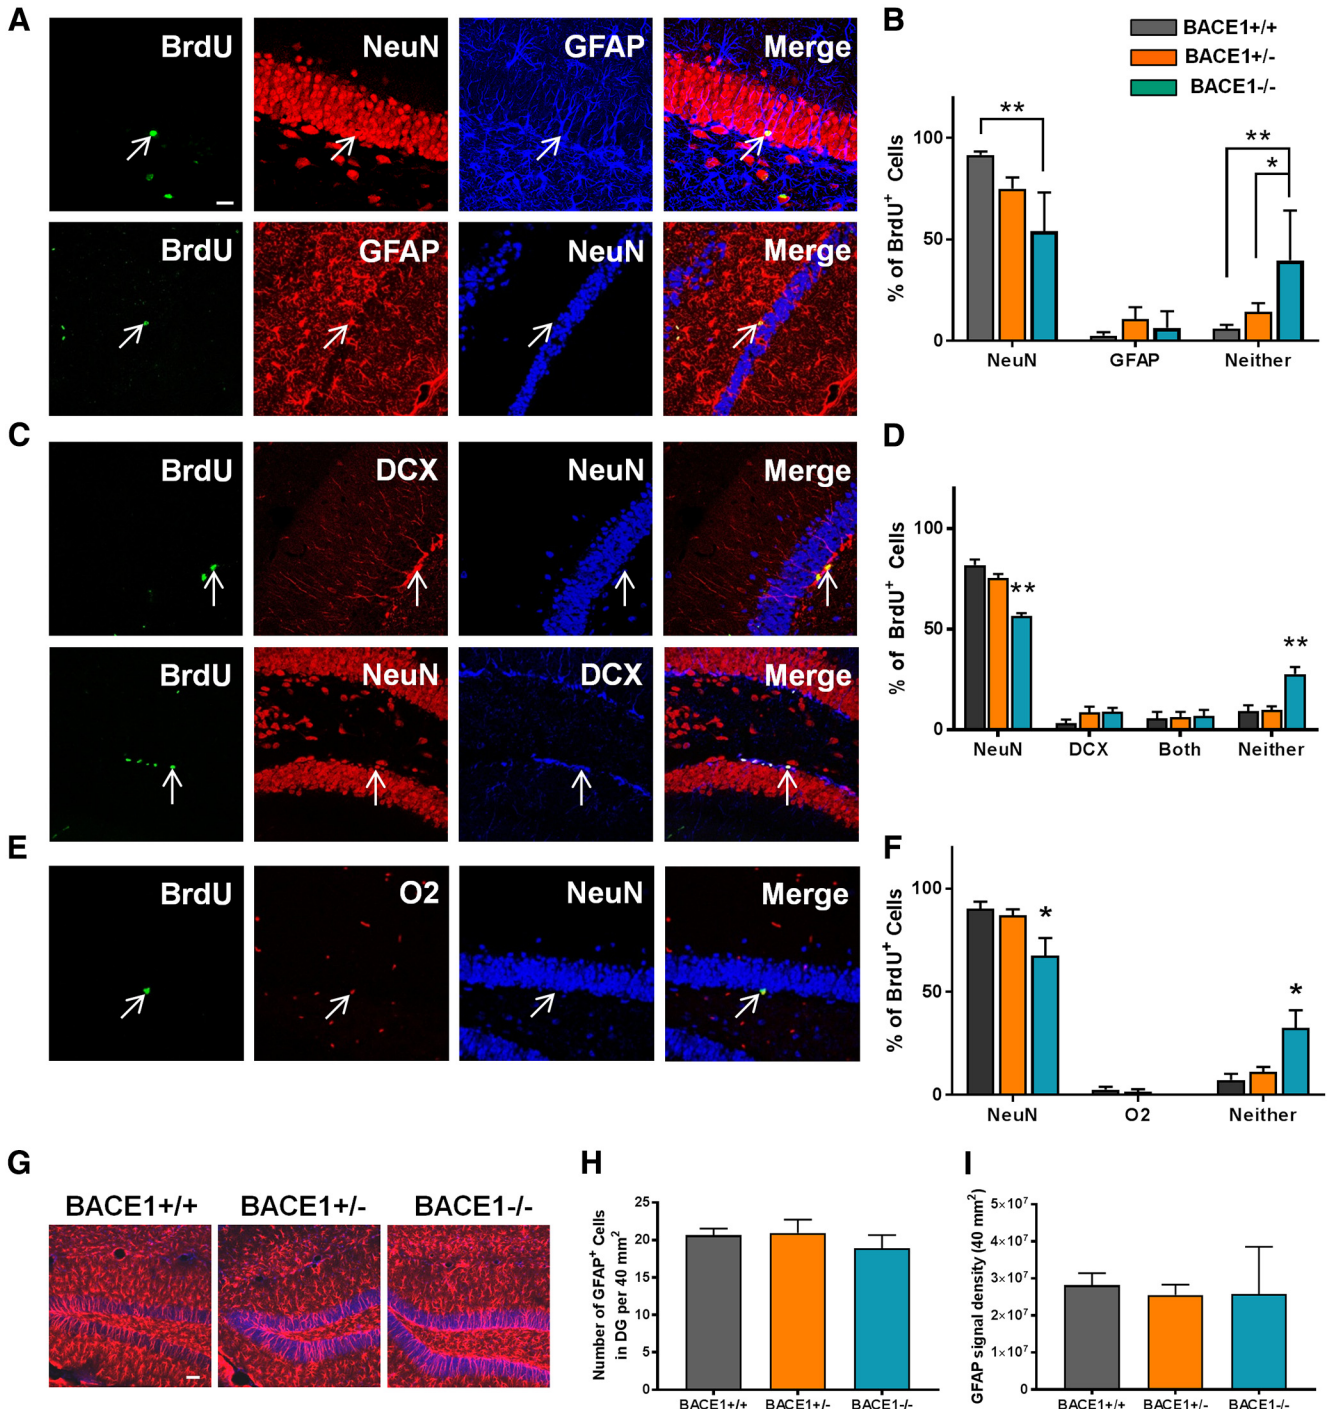 A
BrdU NeuN GFAP Merge
BrdU GFAP NeuN Merge
B
BACE1+/+
BACE1+/-
BACE1-/-
% of BrdU⁺ Cells
100
50
0
**
**
*
NeuN GFAP Neither
C
BrdU DCX NeuN Merge
BrdU NeuN DCX Merge
D
% of BrdU⁺ Cells
100
50
0
**
**
NeuN DCX Both Neither
E
BrdU O2 NeuN Merge
F
% of BrdU⁺ Cells
100
50
0
*
*
NeuN O2 Neither
G
BACE1+/+ BACE1+/- BACE1-/-
H
Number of GFAP⁺ Cells
in DG per 40 mm²
25
20
15
10
5
0
BACE1+/+ BACE1+/- BACE1-/-
I
GFAP signal density (40 mm²)
5×10⁷
4×10⁷
3×10⁷
2×10⁷
1×10⁷
0
BACE1+/+ BACE1+/- BACE1-/-